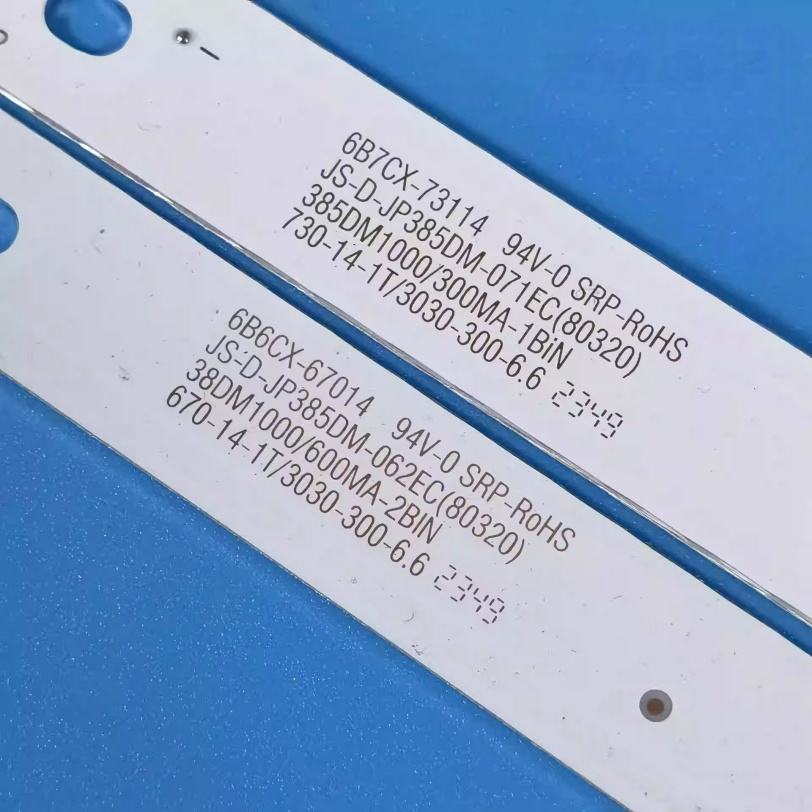 6B7CX-73114 94V-0 SRP-RoHS
JS-D-JP385DM-071EC(80320)
385DM1000/300MA-1BiN
730-14-1T/3030-300-6.6 2349
6B6CX-67014 94V-0 SRP-RoHS
JS-D-JP385DM-062EC(80320)
38DM1000/600MA-2BIN
670-14-1T/3030-300-6.6 2349